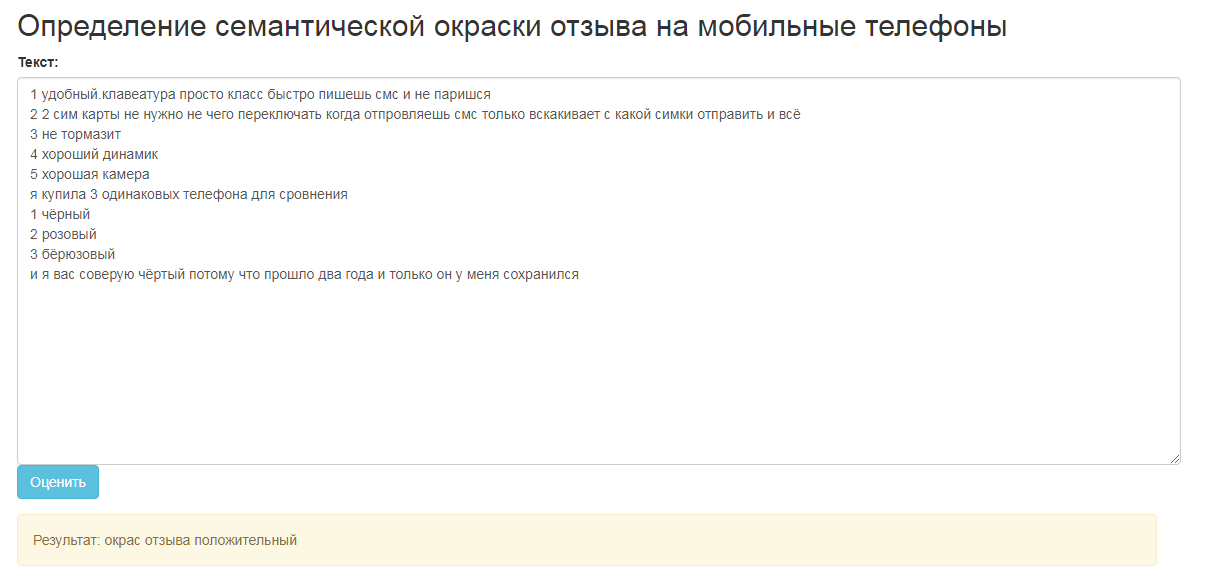 Определение семантической окраски отзыва на мобильные телефоны
Текст:
1 удобный.клавеатура просто класс быстро пишешь смс и не паришся
2 2 сим карты не нужно не чего переключать когда отпровляешь смс только вскакивает с какой симки отправить и всё
3 не тормазит
4 хороший динамик
5 хорошая камера
я купила 3 одинаковых телефона для сровнения
1 чёрный
2 розовый
3 бёрюзовый
и я вас соверую чёртый потому что прошло два года и только он у меня сохранился
Оценить
Результат: окрас отзыва положительный